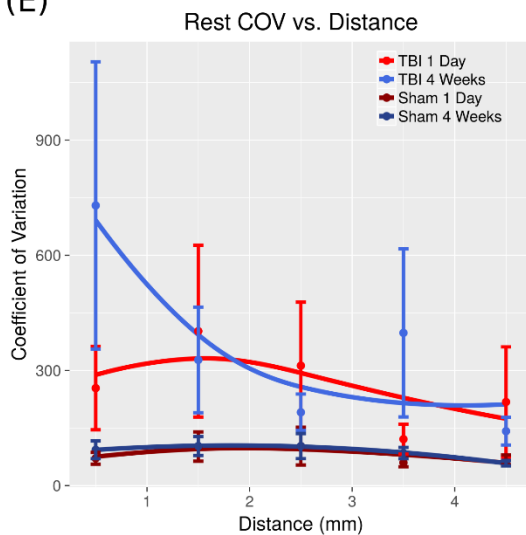 (E)
Rest COV vs. Distance
TBI 1 Day
TBI 4 Weeks
Sham 1 Day
Sham 4 Weeks
900
600
300
0
Coefficient of Variation
1 2 3 4
Distance (mm)